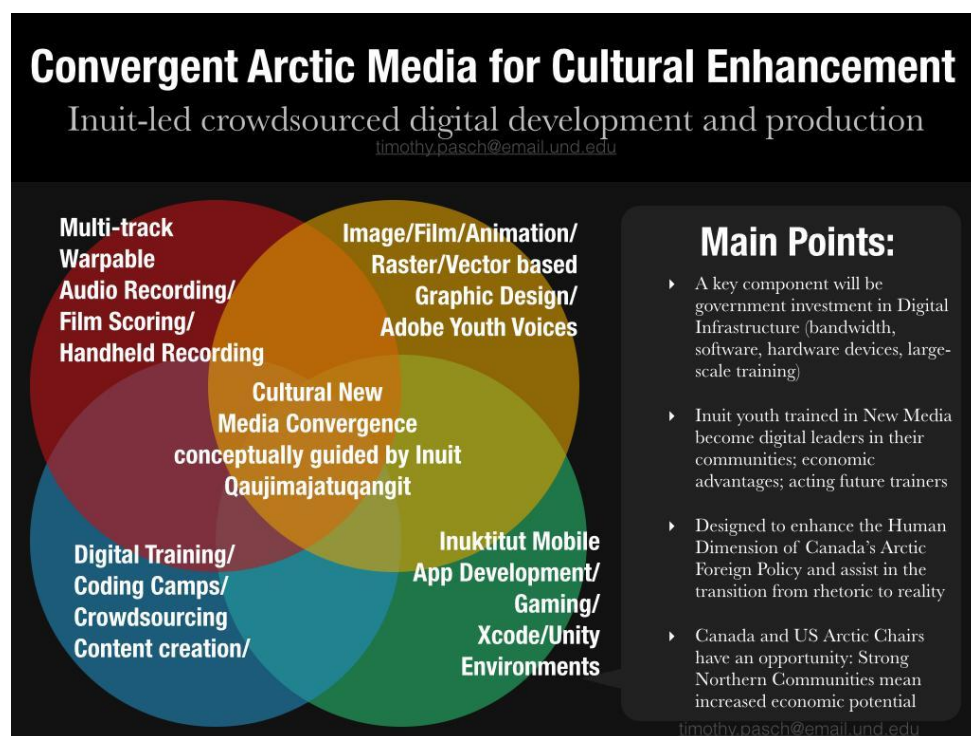 Convergent Arctic Media for Cultural Enhancement
Inuit-led crowdsourced digital development and production
timothy.pasch@email.und.edu
Multi-track
Warpable
Audio Recording/
Film Scoring/
Handheld Recording
Image/Film/Animation/
Raster/Vector based
Graphic Design/
Adobe Youth Voices
Cultural New
Media Convergence
conceptually guided by Inuit
Qaujimajatuqangit
Digital Training/
Coding Camps/
Crowdsourcing
Content creation/
Inuktitut Mobile
App Development/
Gaming/
Xcode/Unity
Environments
Main Points:
A key component will be
government investment in Digital
Infrastructure (bandwidth,
software, hardware devices, large-
scale training)
Inuit youth trained in New Media
become digital leaders in their
communities; economic
advantages; acting future trainers
Designed to enhance the Human
Dimension of Canada's Arctic
Foreign Policy and assist in the
transition from rhetoric to reality
Canada and US Arctic Chairs
have an opportunity: Strong
Northern Communities mean
increased economic potential
timothy.pasch@email.und.edu